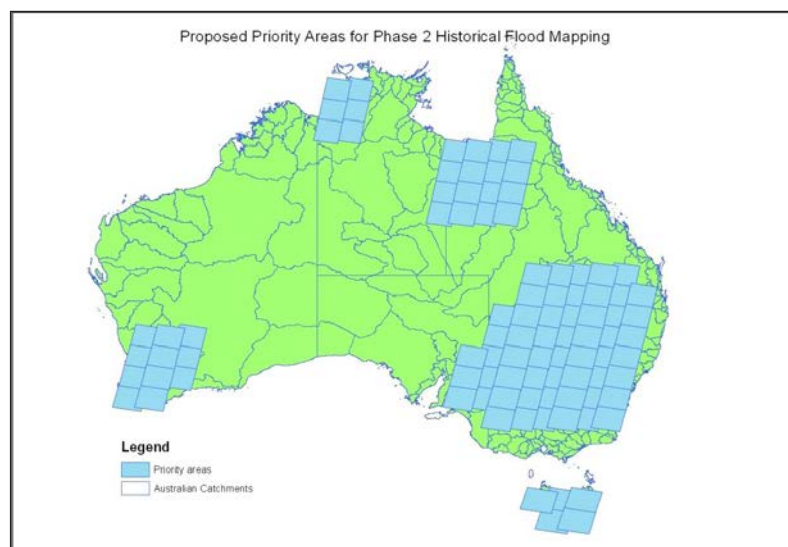 Proposed Priority Areas for Phase 2 Historical Flood Mapping
Legend
Priority areas
Australian Catchments